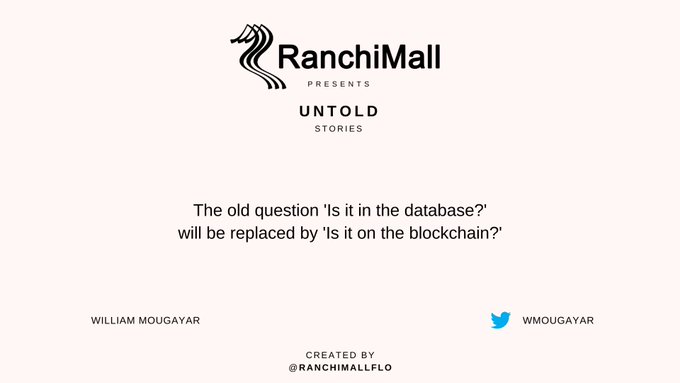 RanchiMall
PRESENTS
UNTOLD
STORIES
The old question 'Is it in the database?'
will be replaced by 'Is it on the blockchain?'
WILLIAM MOUGAYAR
WMOUGAYAR
CREATED BY
@RANCHIMALLFLO